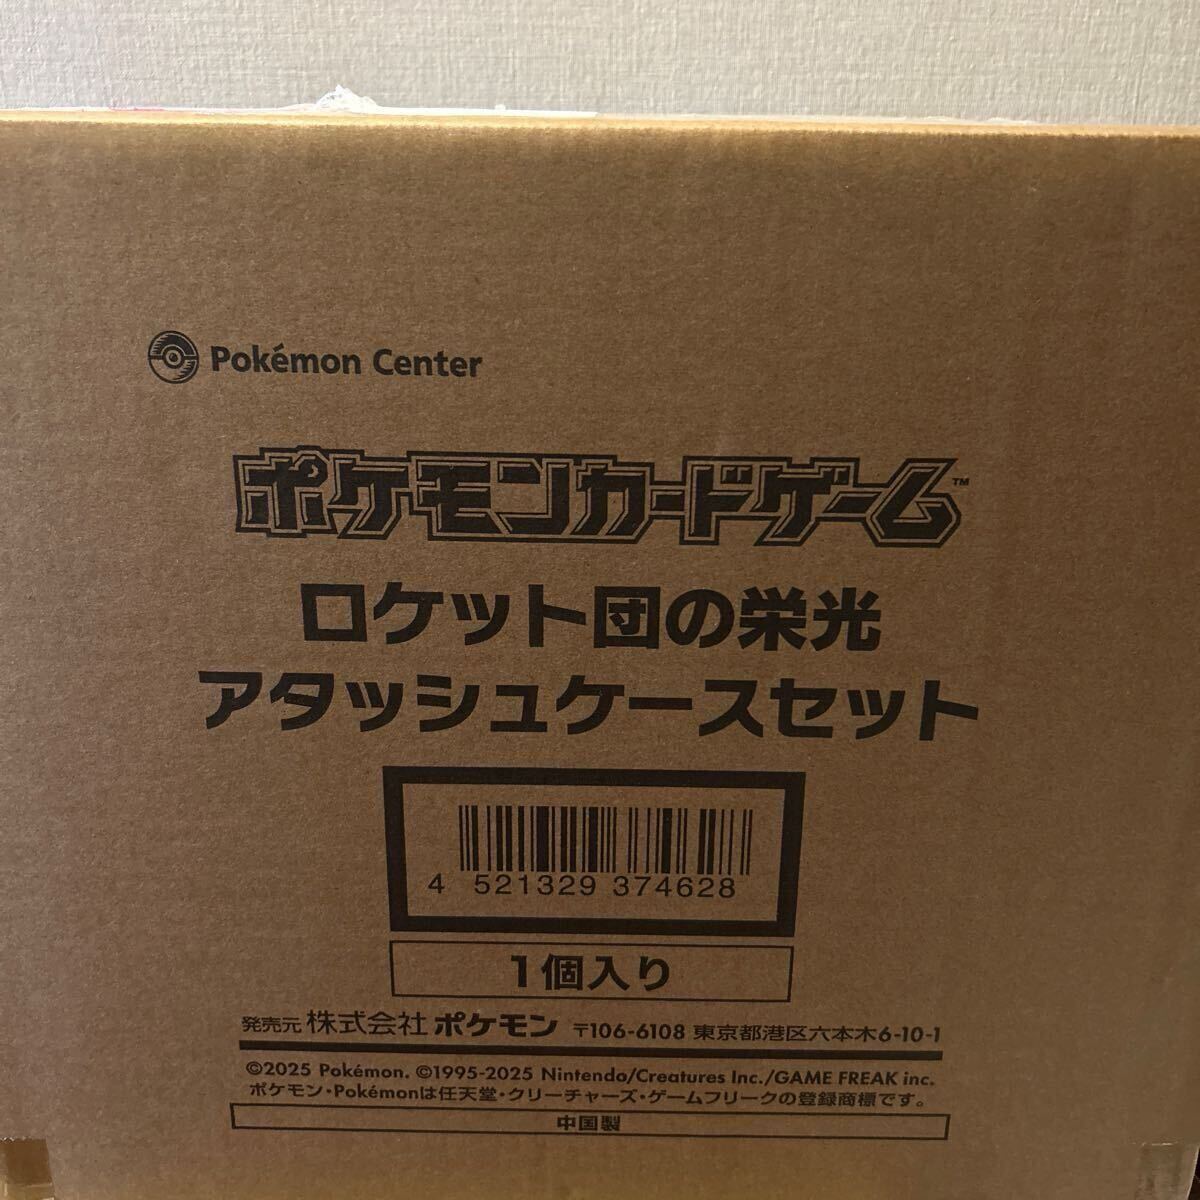 Pokémon Center
ポケモンカードゲーム™
ロケット団の栄光
アタッシュケースセット
4 521329 374628
1個入り
発売元 株式会社 ポケモン 〒106-6108 東京都港区六本木6-10-1
©2025 Pokémon. ©1995-2025 Nintendo/Creatures Inc./GAME FREAK inc.
ポケモン・Pokémonは任天堂・クリーチャーズ・ゲームフリークの登録商標です。
中国製